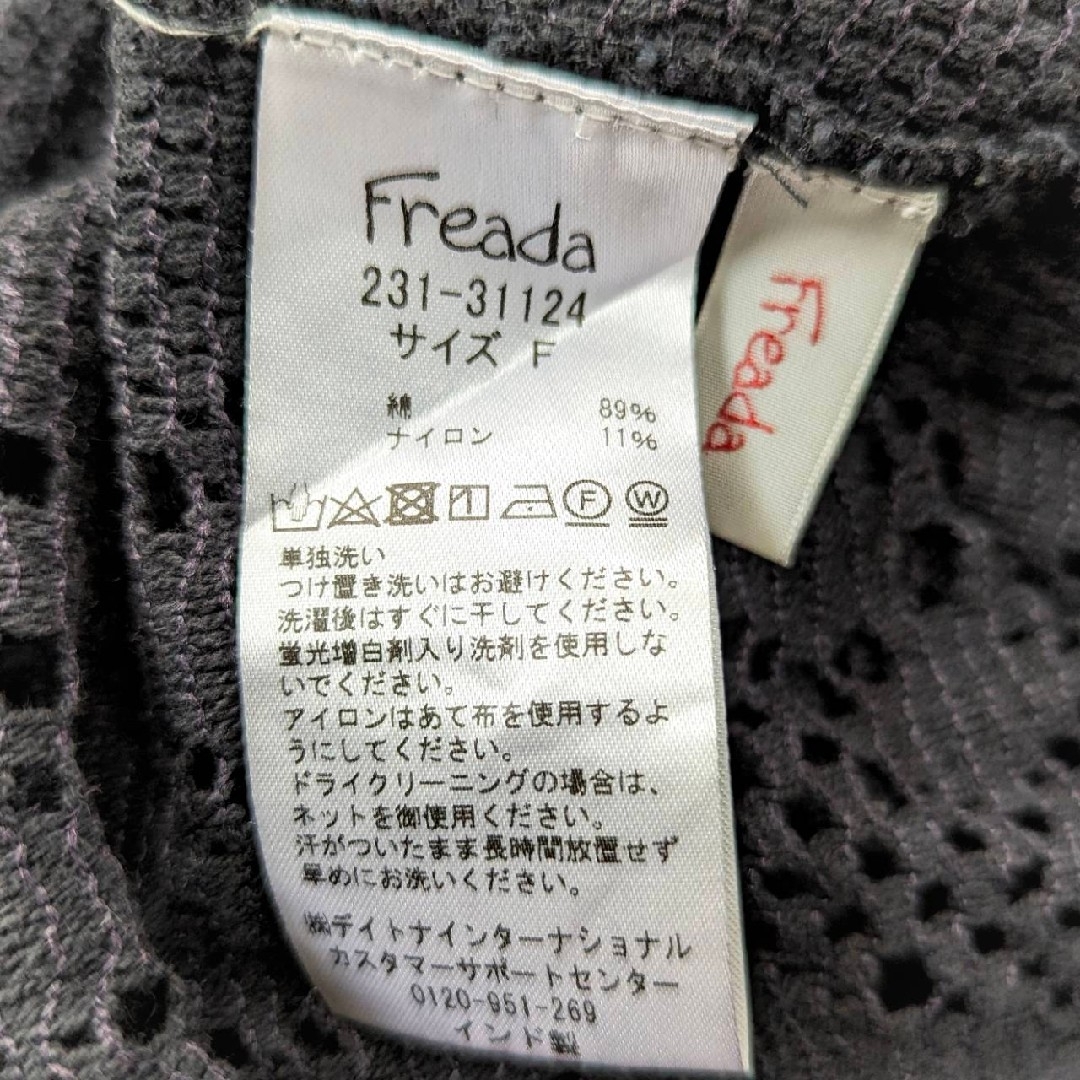 Freada
231-31124
サイズ F
綿 89%
ナイロン 11%
F W
単独洗い
つけ置き洗いはお避けください。
洗濯後はすぐに干してください。
蛍光増白剤入り洗剤を使用しな
いでください。
アイロンはあて布を使用するよ
うにしてください。
ドライクリーニングの場合は、
ネットを御使用ください。
汗がついたまま長時間放置せず
早めにお洗いください。
㈱デイトナインターナショナル
カスタマーサポートセンター
0120-951-269
インド製
Freada